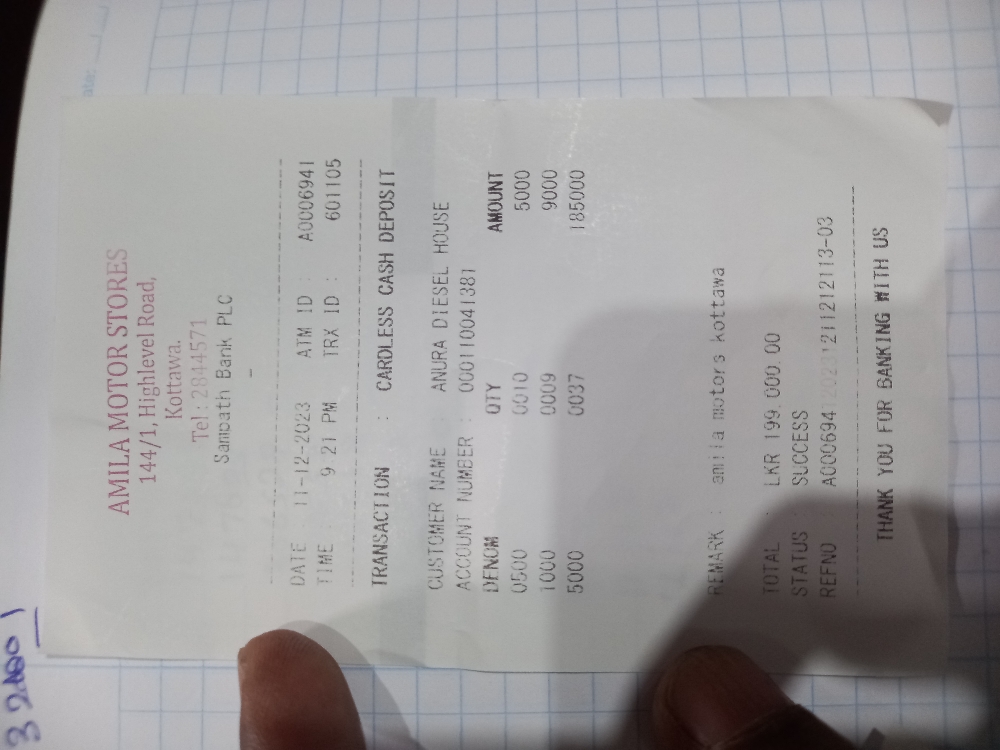 AMILA MOTOR STORES
144/1, Highlevel Road,
Kottawa.
Tel: 2844571
Sampath Bank PLC
DATE : 11-12-2023 ATM ID : A0006941
TIME : 9 21 PM TRX ID : 601105
TRANSACTION : CARDLESS CASH DEPOSIT
CUSTOMER NAME : ANURA DIESEL HOUSE
ACCOUNT NUMBER : 000110041381
DENOM QTY AMOUNT
0500 0010 5000
1000 0009 9000
5000 0037 185000
REMARK : amila motors kottawa
TOTAL : LKR 199,000.00
STATUS : SUCCESS
REFNO
THANK YOU FOR BANKING WITH US